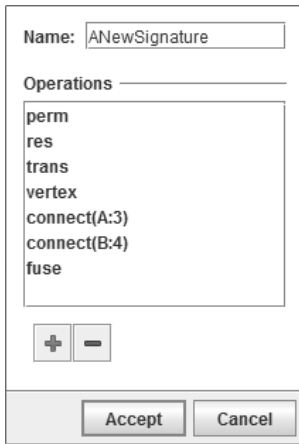 Name: ANewSignature
Operations
perm
res
trans
vertex
connect(A:3)
connect(B:4)
fuse
Accept Cancel